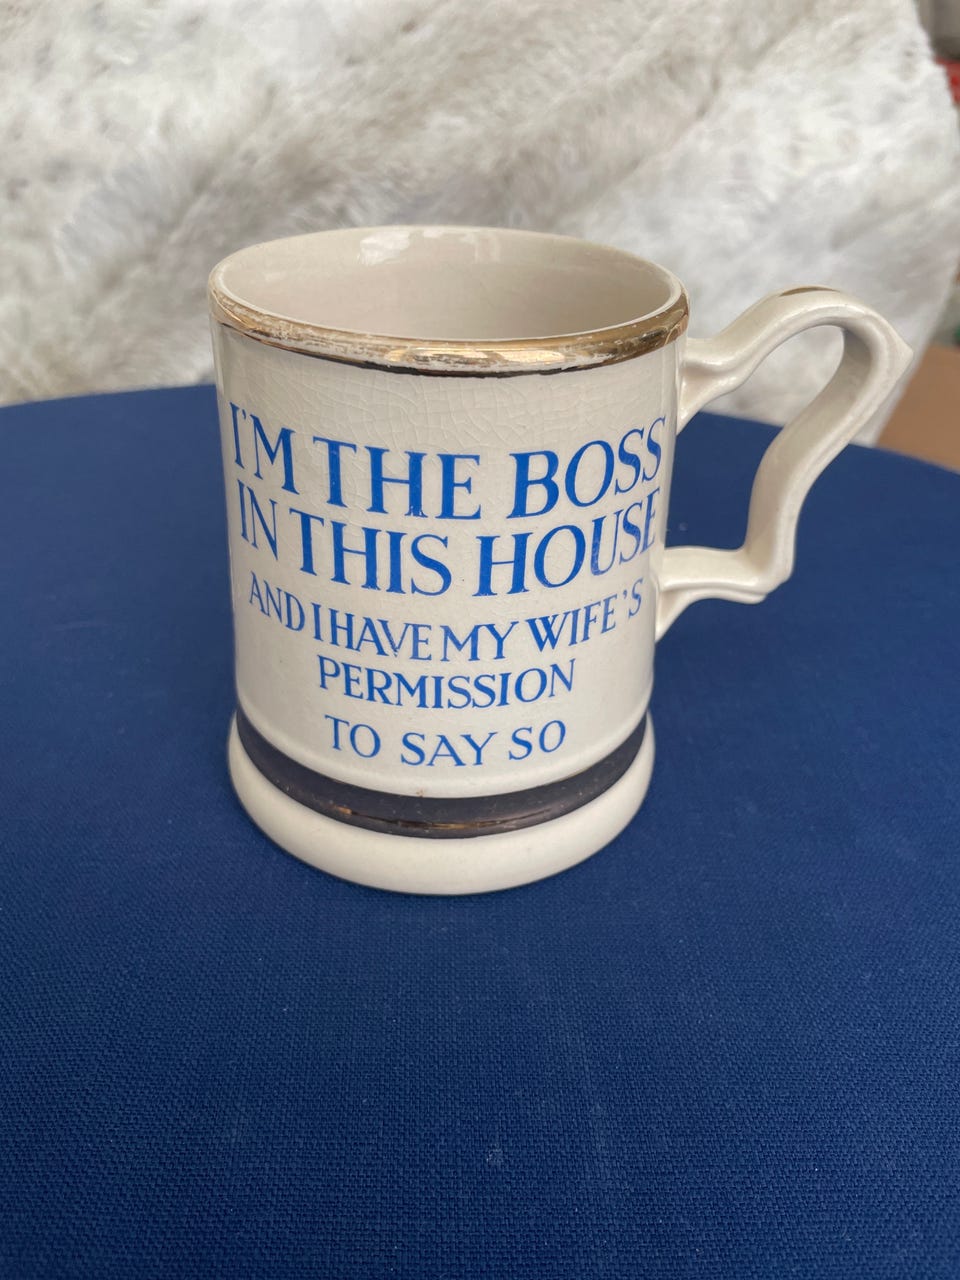 I'M THE BOSS
IN THIS HOUSE
AND I HAVE MY WIFE'S
PERMISSION
TO SAY SO